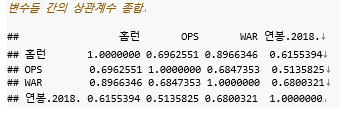 변수들 간의 상관계수 종합.
## 홈런 OPS WAR 연봉.2018.
## 홈런 1.0000000 0.6962551 0.8966346 0.6155394
## OPS 0.6962551 1.0000000 0.6847353 0.5135825
## WAR 0.8966346 0.6847353 1.0000000 0.6800321
## 연봉.2018. 0.6155394 0.5135825 0.6800321 1.0000000